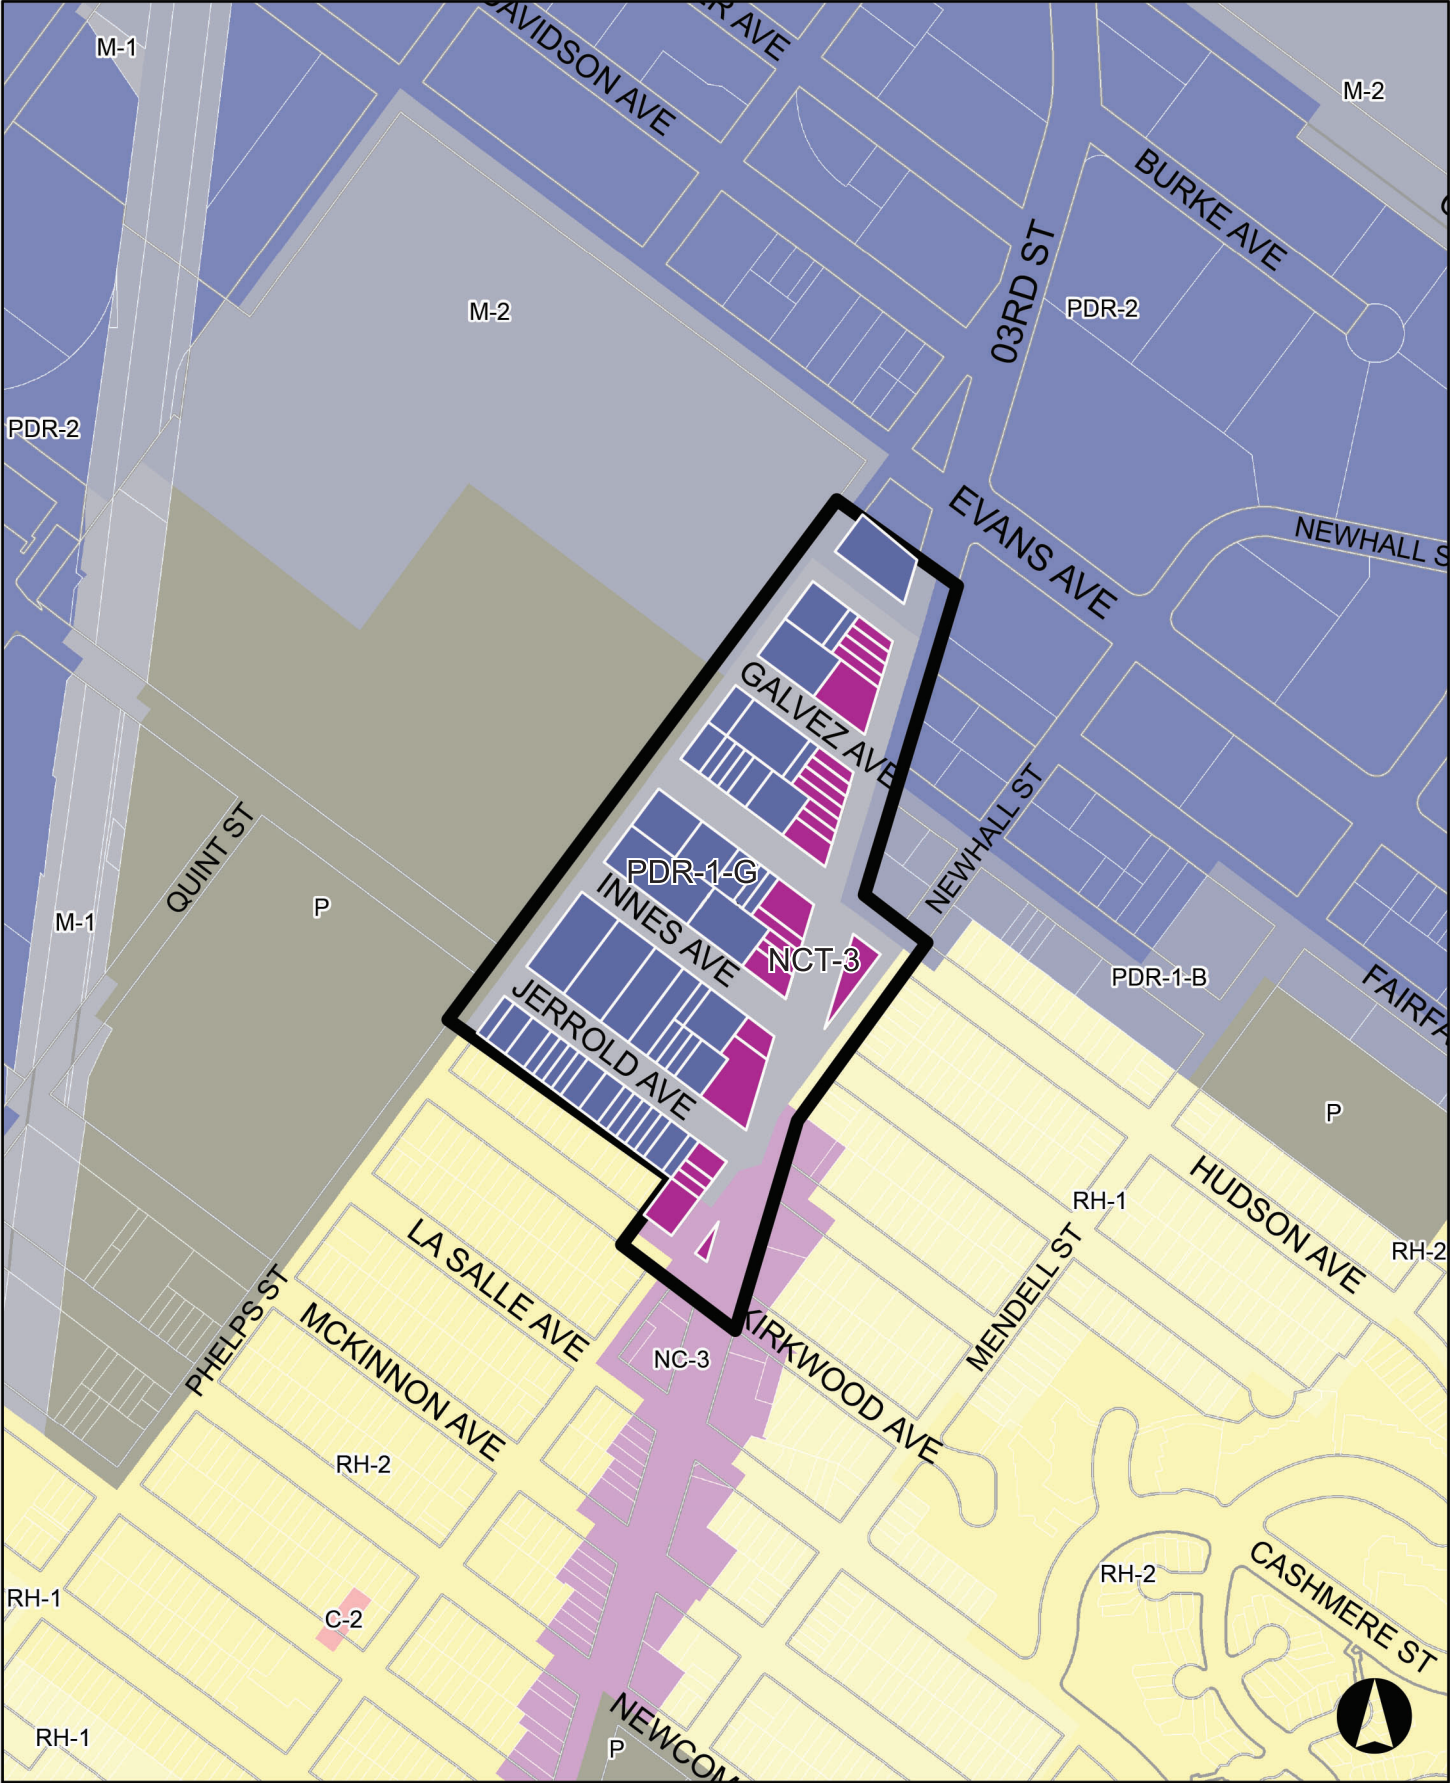 M-1
DAVIDSON AVE
AVE
M-2
BURKE AVE
03RD ST
M-2
PDR-2
PDR-2
EVANS AVE
NEWHALL S
GALVEZ AVE
NEWHALL ST
QUINT ST
PDR-1-G
P
M-1
INNES AVE
NCT-3
PDR-1-B
FAIRFA
JERROLD AVE
P
HUDSON AVE
RH-1
MENDELL ST
RH-2
LA SALLE AVE
PHELPS ST
MCKINNON AVE
KIRKWOOD AVE
NC-3
RH-2
RH-2
CASHMERE ST
RH-1
C-2
NEWCOM
RH-1
P